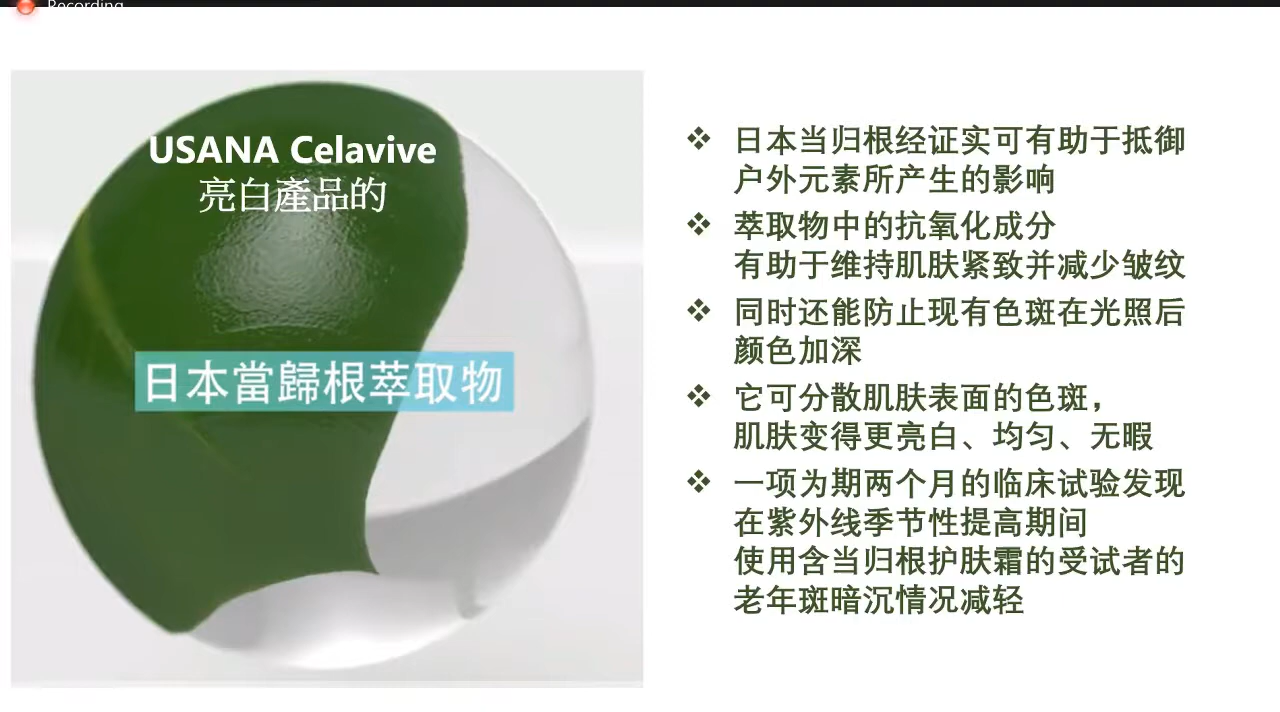 Recording
USANA Celavive
亮白產品的
日本當歸根萃取物
日本当归根经证实可有助于抵御
户外元素所产生的影响
萃取物中的抗氧化成分
有助于维持肌肤紧致并减少皱纹
同时还能防止现有色斑在光照后
颜色加深
它可分散肌肤表面的色斑，
肌肤变得更亮白、均匀、无暇
一项为期两个月的临床试验发现
在紫外线季节性提高期间
使用含当归根护肤霜的受试者的
老年斑暗沉情况减轻